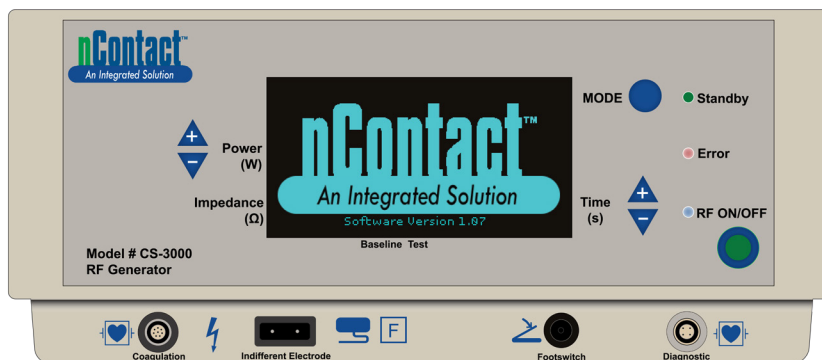 nContact™
An Integrated Solution
nContact™
An Integrated Solution
Software Version 1.07
Baseline Test
+
Power
(W)
−
Impedance
(Ω)
Model # CS-3000
RF Generator
MODE
Standby
Error
Time
(s)
+
−
RF ON/OFF
F
Coagulation
Indifferent Electrode
Footswitch
Diagnostic